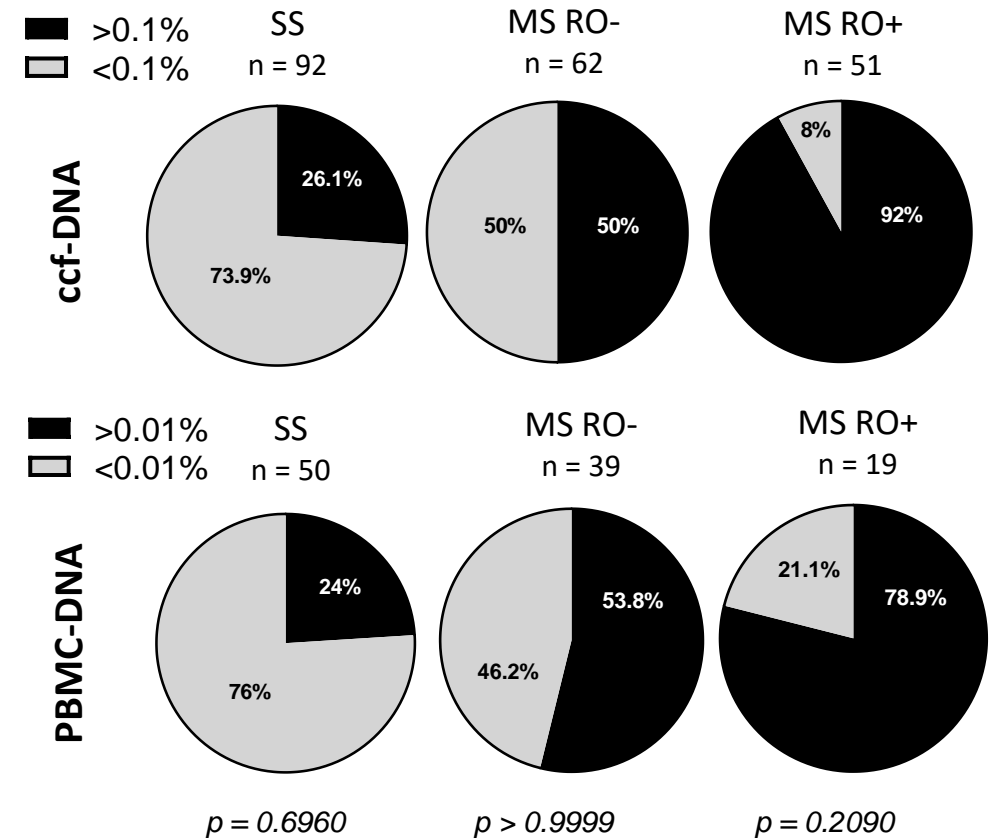 >0.1%
<0.1%
SS
n = 92
MS RO-
n = 62
MS RO+
n = 51
ccf-DNA
26.1%
73.9%
50%
50%
8%
92%
>0.01%
<0.01%
SS
n = 50
MS RO-
n = 39
MS RO+
n = 19
PBMC-DNA
24%
76%
53.8%
46.2%
21.1%
78.9%
p = 0.6960
p > 0.9999
p = 0.2090